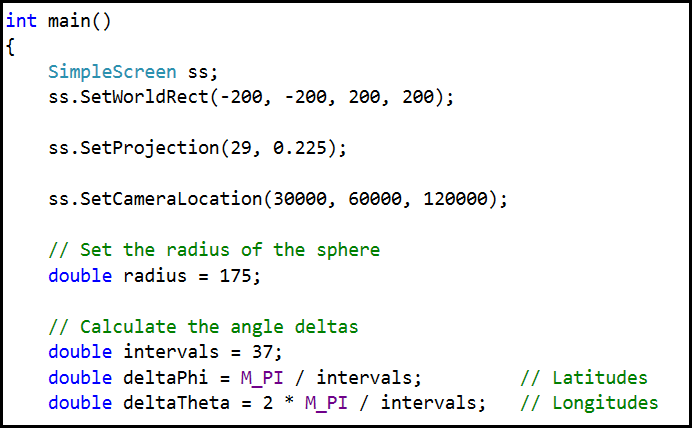 int main()
{
    SimpleScreen ss;
    ss.SetWorldRect(-200, -200, 200, 200);

    ss.SetProjection(29, 0.225);

    ss.SetCameraLocation(30000, 60000, 120000);

    // Set the radius of the sphere
    double radius = 175;

    // Calculate the angle deltas
    double intervals = 37;
    double deltaPhi = M_PI / intervals;         // Latitudes
    double deltaTheta = 2 * M_PI / intervals;   // Longitudes